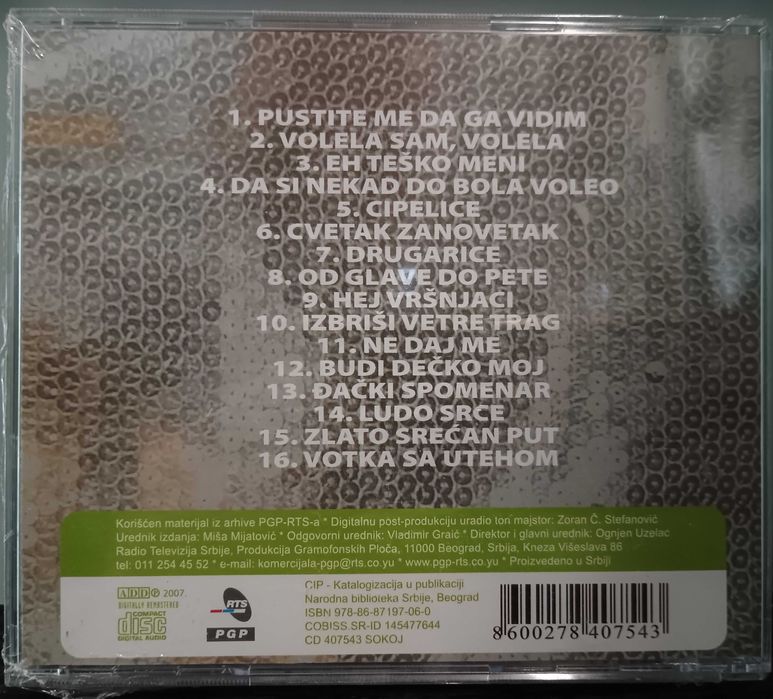 1. PUSTITE ME DA GA VIDIM
2. VOLELA SAM, VOLELA
3. EH TEŠKO MENI
4. DA SI NEKAD DO BOLA VOLEO
5. CIPELICE
6. CVETAK ZANOVETAK
7. DRUGARICE
8. OD GLAVE DO PETE
9. HEJ VRŠNJACI
10. IZBRIŠI VETRE TRAG
11. NE DAJ ME
12. BUDI DEČKO MOJ
13. ĐAČKI SPOMENAR
14. LUDO SRCE
15. ZLATO SREĆAN PUT
16. VOTKA SA UTEHOM
Korišćen materijal iz arhive PGP-RTS-a * Digitalnu post-produkciju uradio ton majstor: Zoran Č. Stefanović
Urednik izdanja: Miša Mijatović * Odgovorni urednik: Vladimir Graić * Direktor i glavni urednik: Ognjen Uzelac
Radio Televizija Srbije, Produkcija Gramofonskih Ploča, 11000 Beograd, Srbija, Kneza Višeslava 86
tel: 011 254 45 52 * e-mail: komercijala-pgp@rts.co.yu * www.pgp-rts.co.yu * Proizvedeno u Srbiji
ADD ℗ 2007.
DIGITALLY REMASTERED
COMPACT
disc
DIGITAL AUDIO
RTS
PGP
CIP - Katalogizacija u publikaciji
Narodna biblioteka Srbije, Beograd
ISBN 978-86-87197-06-0
COBISS.SR-ID 145477644
CD 407543 SOKOJ
8 600278 407543